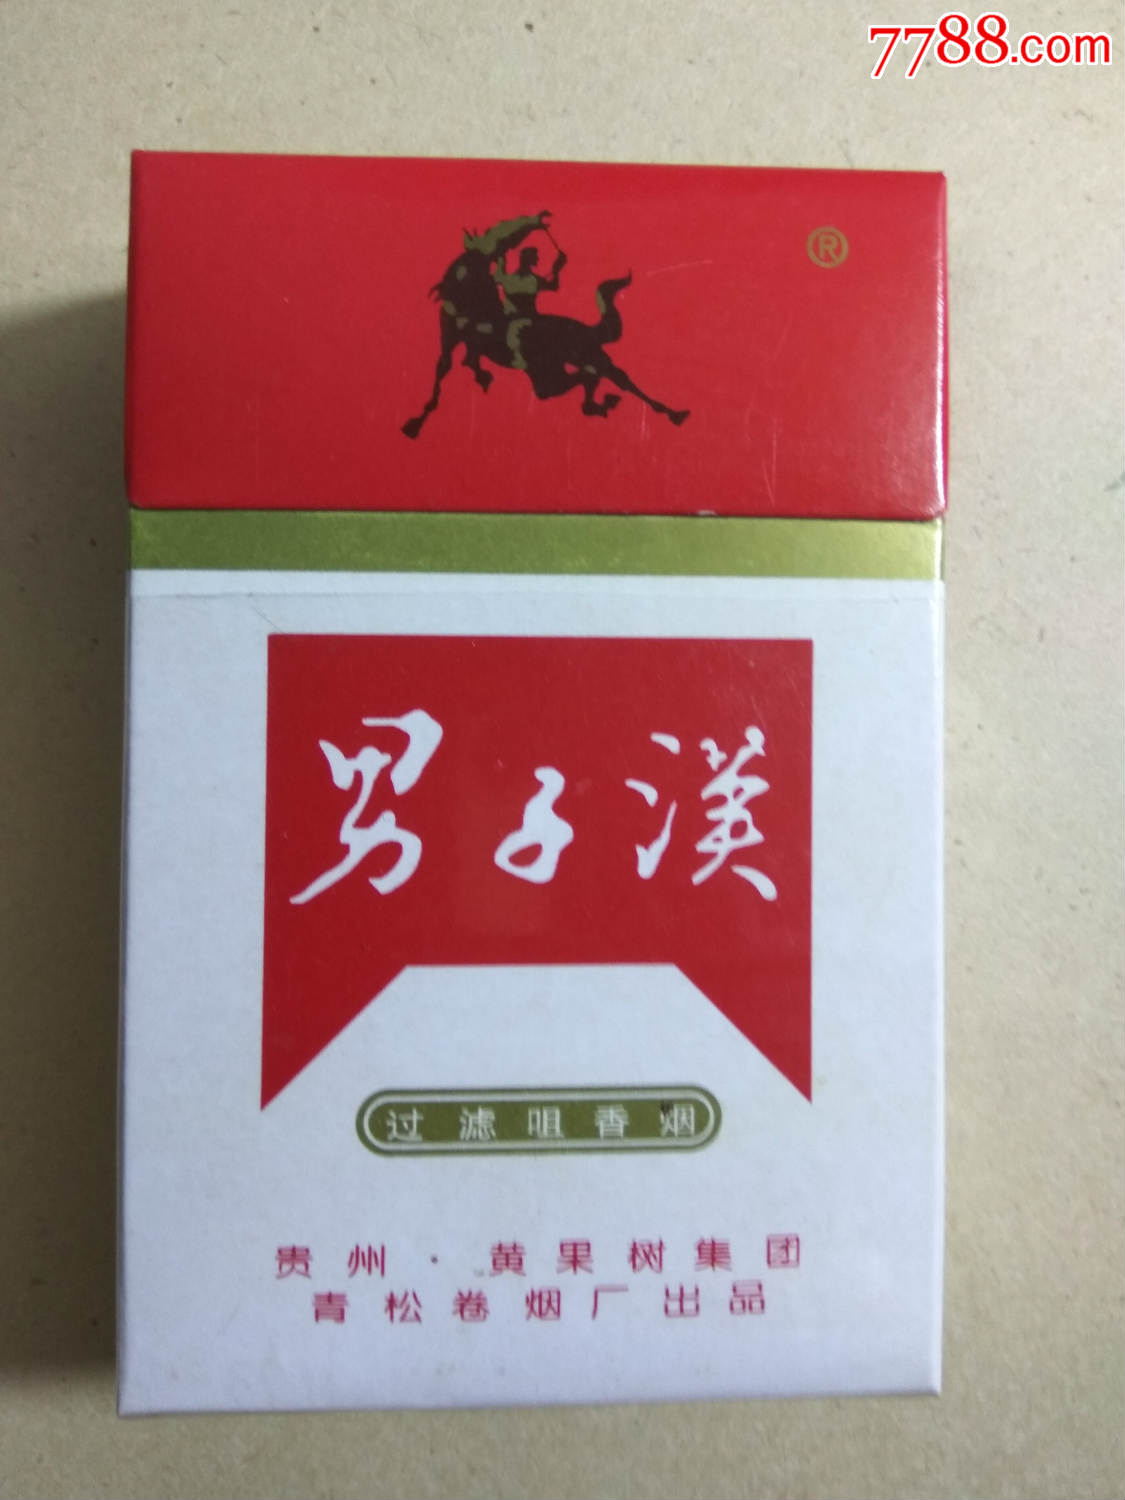 7788.com
®
男子漢
过滤咀香烟
贵州·黄果树集团
青松卷烟厂出品